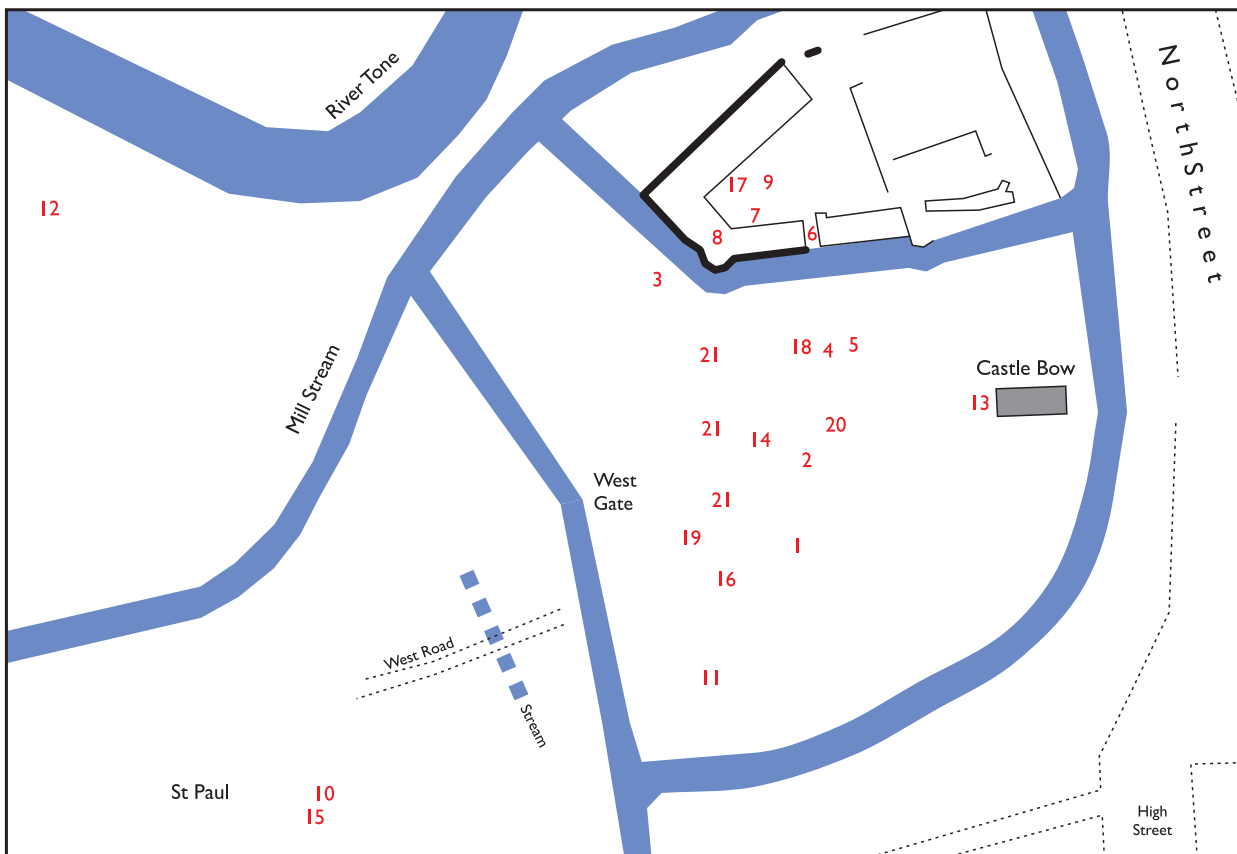 River Tone
North Street
12
17 9
7
8
6
3
Mill Stream
21
18 4 5
Castle Bow
13
21
14
20
2
West
Gate
21
19
1
16
West Road
11
Stream
St Paul
10
15
High
Street